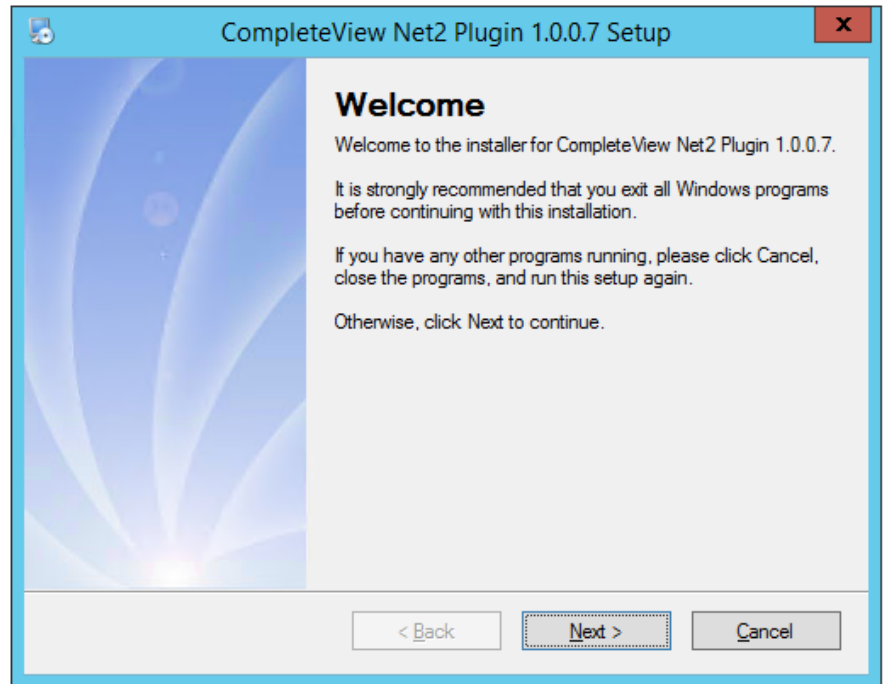 CompleteView Net2 Plugin 1.0.0.7 Setup
x
Welcome
Welcome to the installer for CompleteView Net2 Plugin 1.0.0.7.
It is strongly recommended that you exit all Windows programs
before continuing with this installation.
If you have any other programs running, please click Cancel,
close the programs, and run this setup again.
Otherwise, click Next to continue.
< Back Next > Cancel